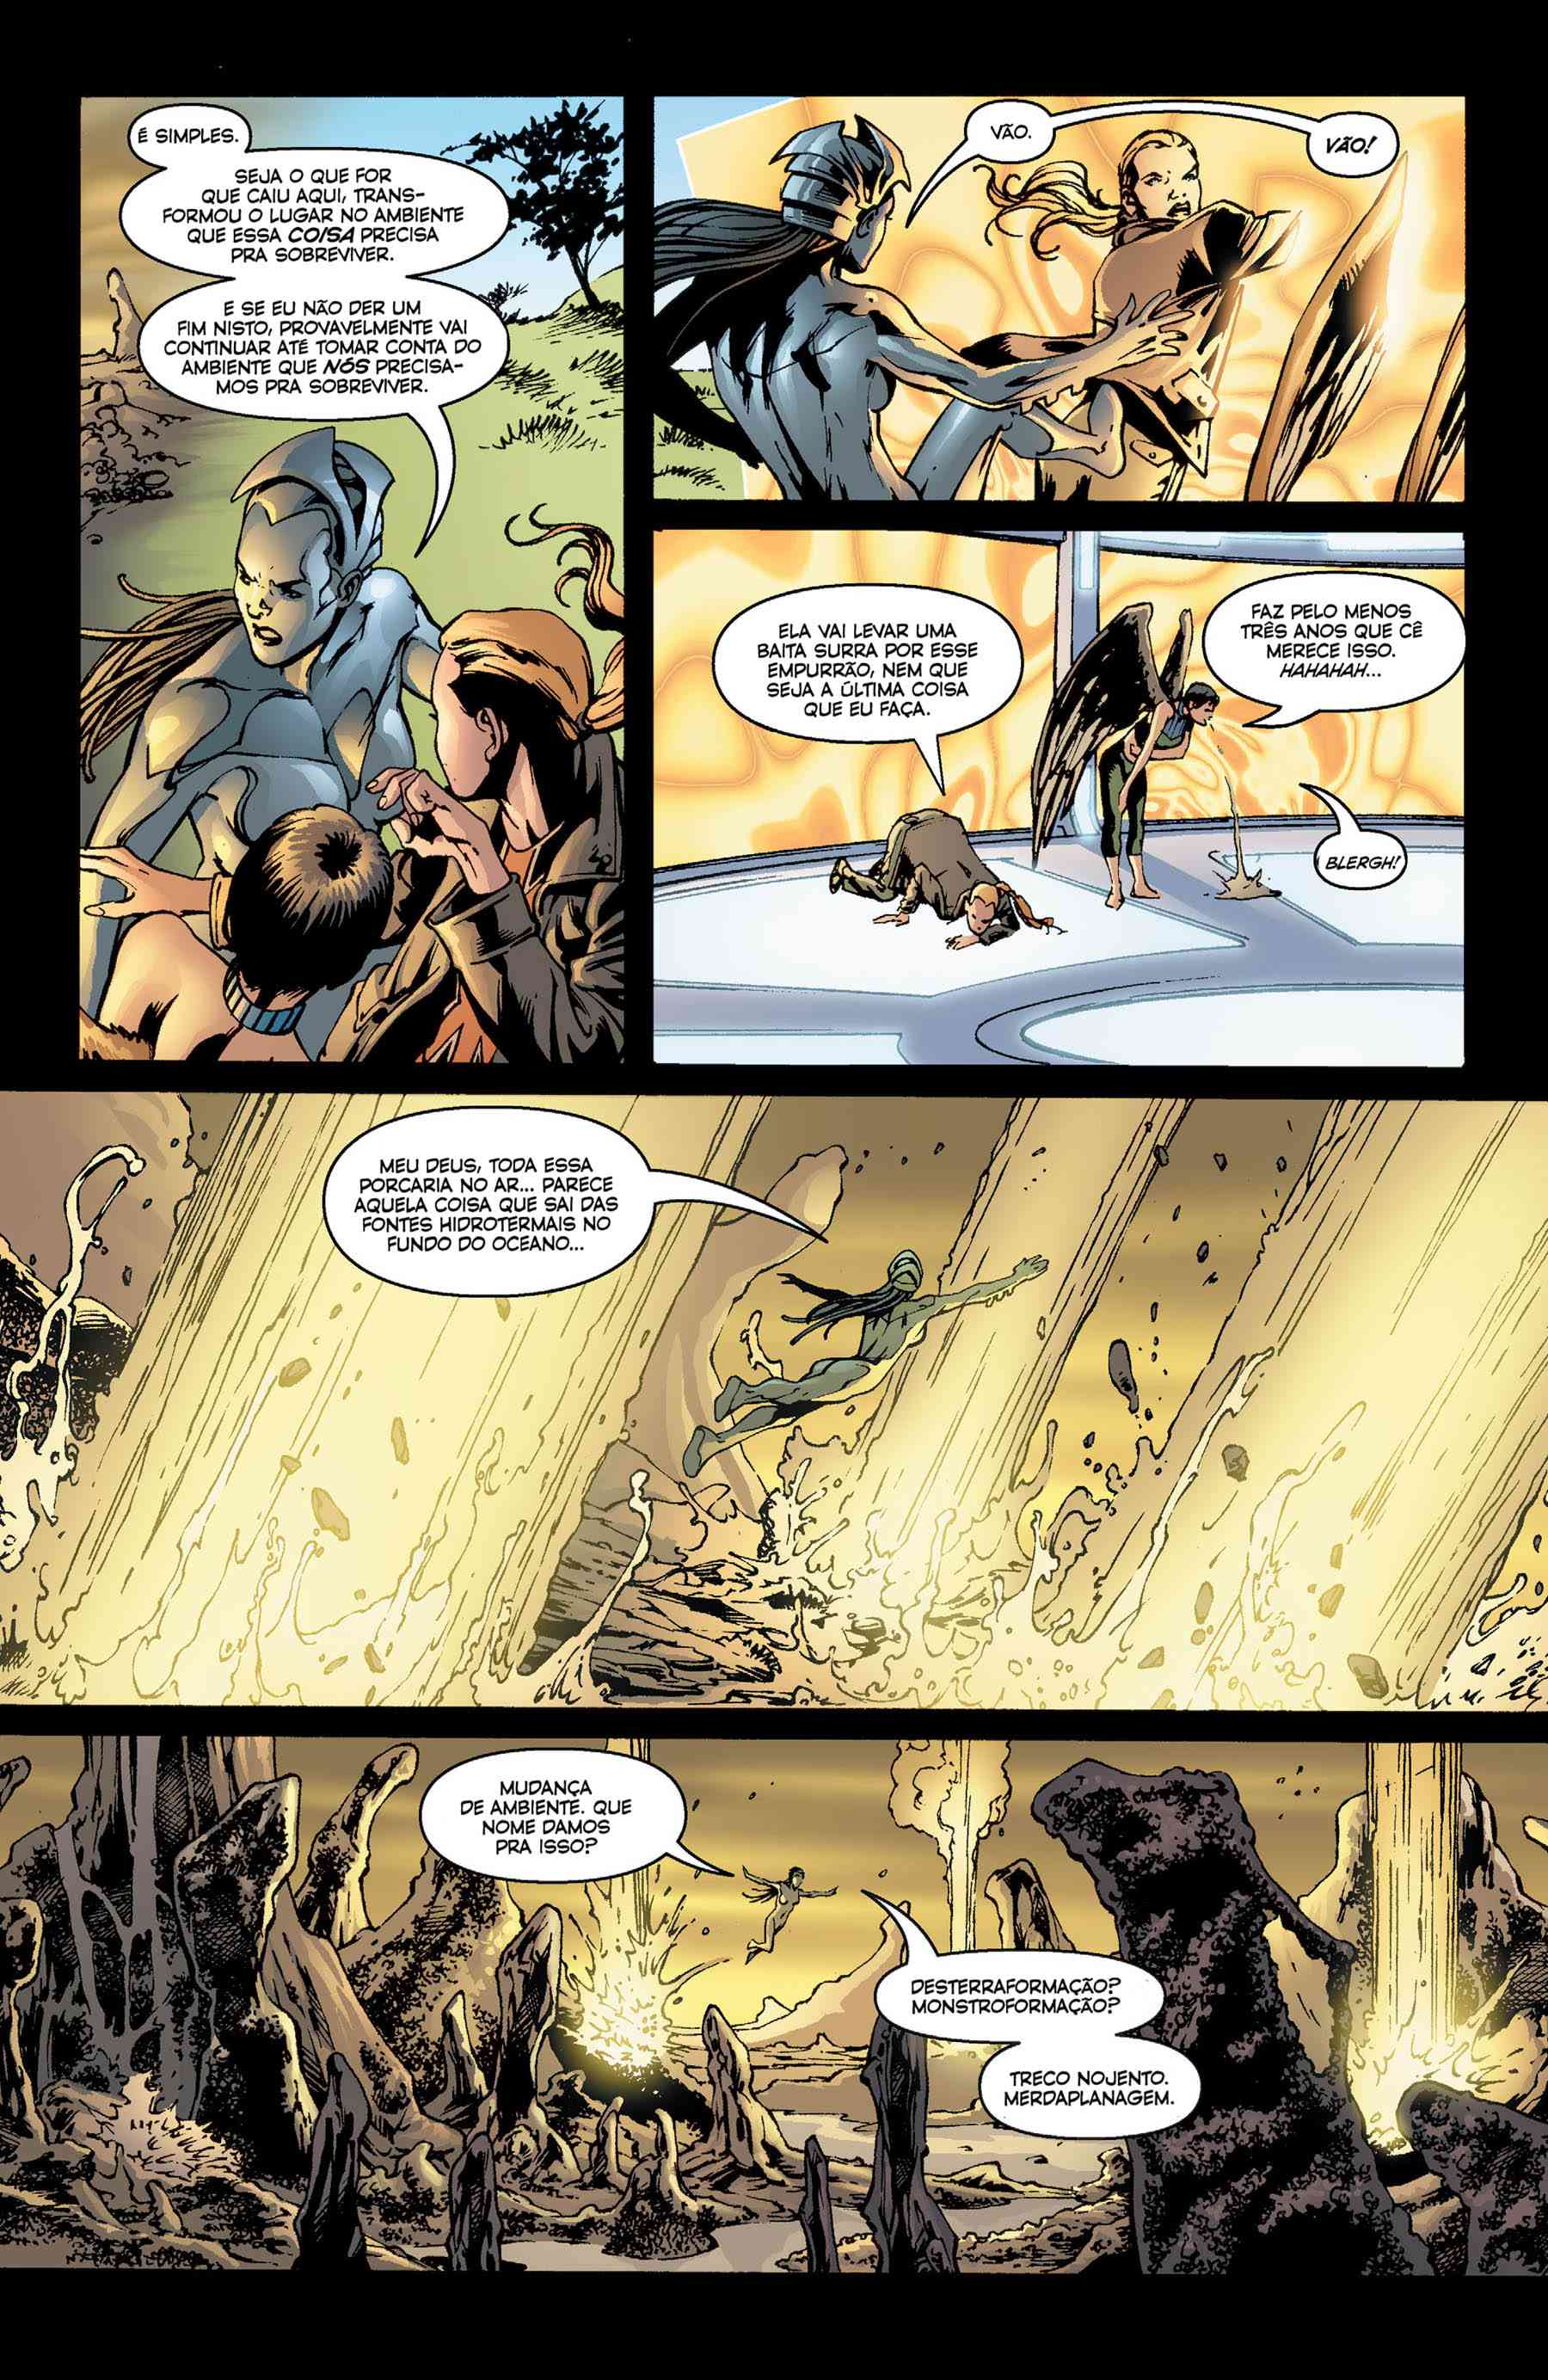 É SIMPLES.
SEJA O QUE FOR
QUE CAIU AQUI, TRANS-
FORMOU O LUGAR NO AMBIENTE
QUE ESSA COISA PRECISA
PRA SOBREVIVER.
E SE EU NÃO DER UM
FIM NISTO, PROVAVELMENTE VAI
CONTINUAR ATÉ TOMAR CONTA DO
AMBIENTE QUE NÓS PRECISA-
MOS PRA SOBREVIVER.
VÃO.
VÃO!
ELA VAI LEVAR UMA
BAITA SURRA POR ESSE
EMPURRÃO, NEM QUE
SEJA A ÚLTIMA COISA
QUE EU FAÇA.
FAZ PELO MENOS
TRÊS ANOS QUE CÊ
MERECE ISSO.
HAHAHAH...
BLERGH!
MEU DEUS, TODA ESSA
PORCARIA NO AR... PARECE
AQUELA COISA QUE SAI DAS
FONTES HIDROTERMAIS NO
FUNDO DO OCEANO...
MUDANÇA
DE AMBIENTE. QUE
NOME DAMOS
PRA ISSO?
DESTERRAFORMAÇÃO?
MONSTROFORMAÇÃO?
TRECO NOJENTO.
MERDAPLANAGEM.